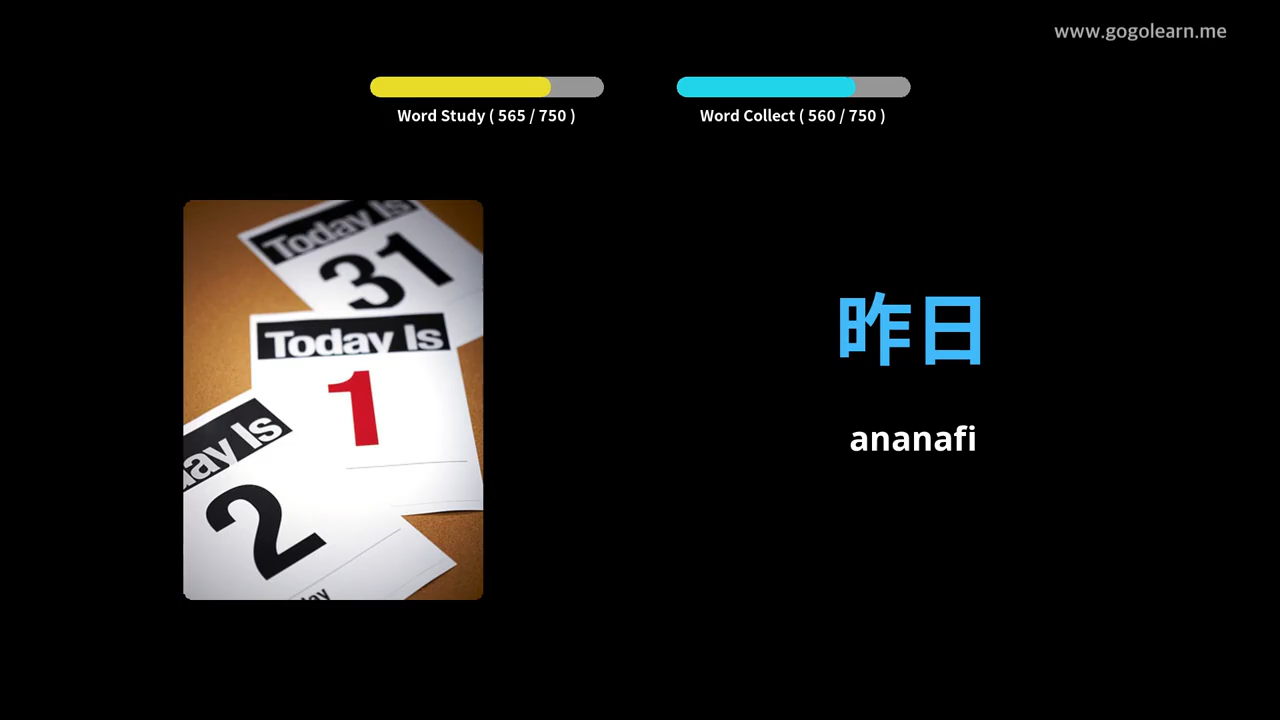 www.gogolearn.me
Word Study ( 565 / 750 )
Word Collect ( 560 / 750 )
Today Is
31
Today Is
1
ay Is
2
昨日
ananafi